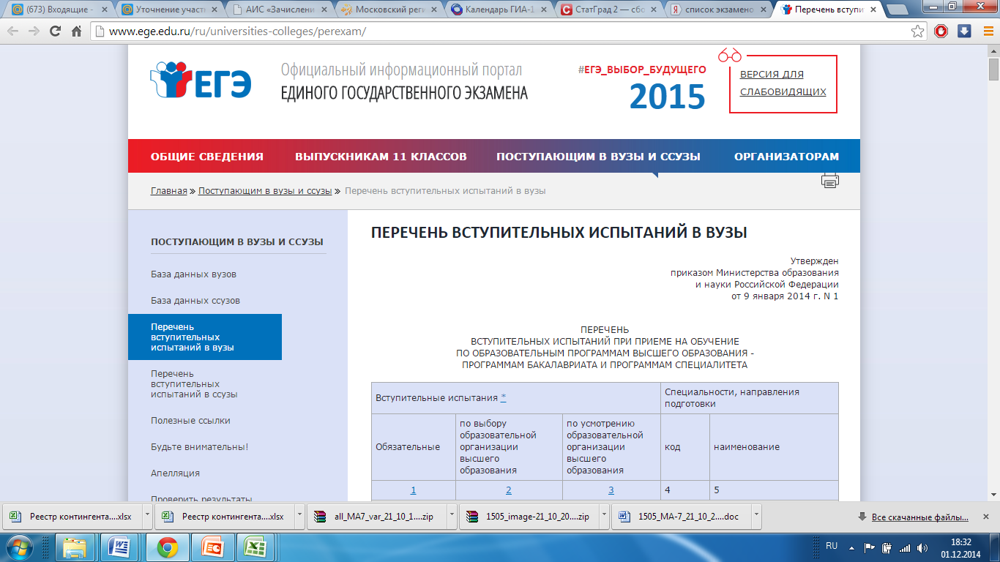 (673) Входящие -
Уточнение участ
АИС «Зачислени
Московский реги
Календарь ГИА-1
СтатГрад 2 — сбо
список экзамено
Перечень вступи
www.ege.edu.ru/ru/universities-colleges/perexam/
ЕГЭ
Официальный информационный портал
ЕДИНОГО ГОСУДАРСТВЕННОГО ЭКЗАМЕНА
#ЕГЭ_ВЫБОР_БУДУЩЕГО
2015
ВЕРСИЯ ДЛЯ
СЛАБОВИДЯЩИХ
ОБЩИЕ СВЕДЕНИЯ
ВЫПУСКНИКАМ 11 КЛАССОВ
ПОСТУПАЮЩИМ В ВУЗЫ И ССУЗЫ
ОРГАНИЗАТОРАМ
Главная » Поступающим в вузы и ссузы » Перечень вступительных испытаний в вузы
ПОСТУПАЮЩИМ В ВУЗЫ И ССУЗЫ
База данных вузов
База данных ссузов
Перечень
вступительных
испытаний в вузы
Перечень
вступительных
испытаний в ссузы
Полезные ссылки
Будьте внимательны!
Апелляция
Проверить результаты
ПЕРЕЧЕНЬ ВСТУПИТЕЛЬНЫХ ИСПЫТАНИЙ В ВУЗЫ
Утвержден
приказом Министерства образования
и науки Российской Федерации
от 9 января 2014 г. N 1
ПЕРЕЧЕНЬ
ВСТУПИТЕЛЬНЫХ ИСПЫТАНИЙ ПРИ ПРИЕМЕ НА ОБУЧЕНИЕ
ПО ОБРАЗОВАТЕЛЬНЫМ ПРОГРАММАМ ВЫСШЕГО ОБРАЗОВАНИЯ -
ПРОГРАММАМ БАКАЛАВРИАТА И ПРОГРАММАМ СПЕЦИАЛИТЕТА
Вступительные испытания *
Специальности, направления
подготовки
Обязательные
по выбору
образовательной
организации
высшего
образования
по усмотрению
образовательной
организации
высшего
образования
код
наименование
1
2
3
4
5
Реестр контингента....xlsx
Реестр контингента....xlsx
all_MA7_var_21_10_1....zip
1505_image-21_10_20....zip
1505_MA-7_21_10_2....doc
Все скачанные файлы...
RU
18:32
01.12.2014